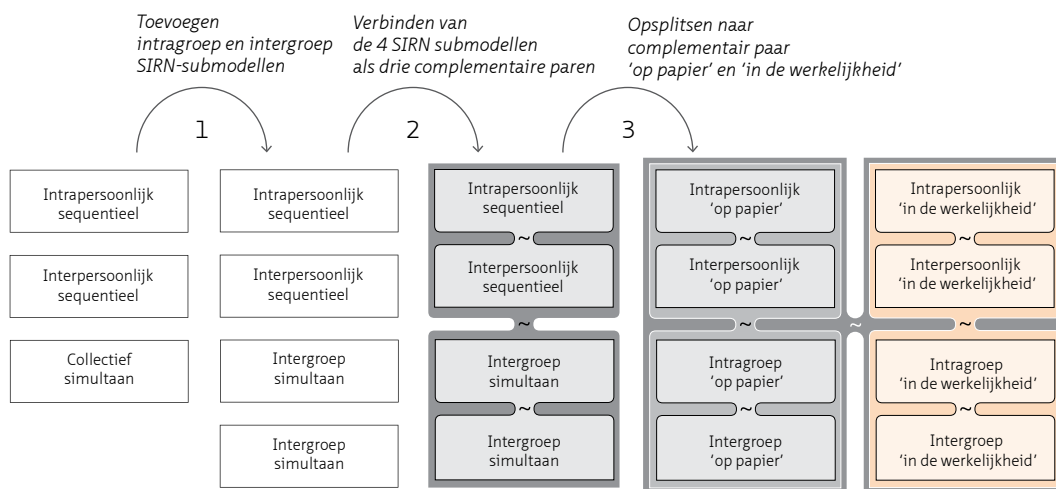 Toevoegen
intragroep en intergroep
SIRN-submodellen
Verbinden van
de 4 SIRN submodellen
als drie complementaire paren
Opsplitsen naar
complementair paar
‘op papier’ en ‘in de werkelijkheid’
1
2
3
Intrapersoonlijk
sequentieel
Interpersoonlijk
sequentieel
Collectief
simultaan
Intrapersoonlijk
sequentieel
Interpersoonlijk
sequentieel
Intergroep
simultaan
Intergroep
simultaan
Intrapersoonlijk
sequentieel
~
Interpersoonlijk
sequentieel
~
Intergroep
simultaan
~
Intergroep
simultaan
Intrapersoonlijk
‘op papier’
~
Interpersoonlijk
‘op papier’
~
Intragroep
‘op papier’
~
Intergroep
‘op papier’
~
Intrapersoonlijk
‘in de werkelijkheid’
~
Interpersoonlijk
‘in de werkelijkheid’
~
Intragroep
‘in de werkelijkheid’
~
Intergroep
‘in de werkelijkheid’